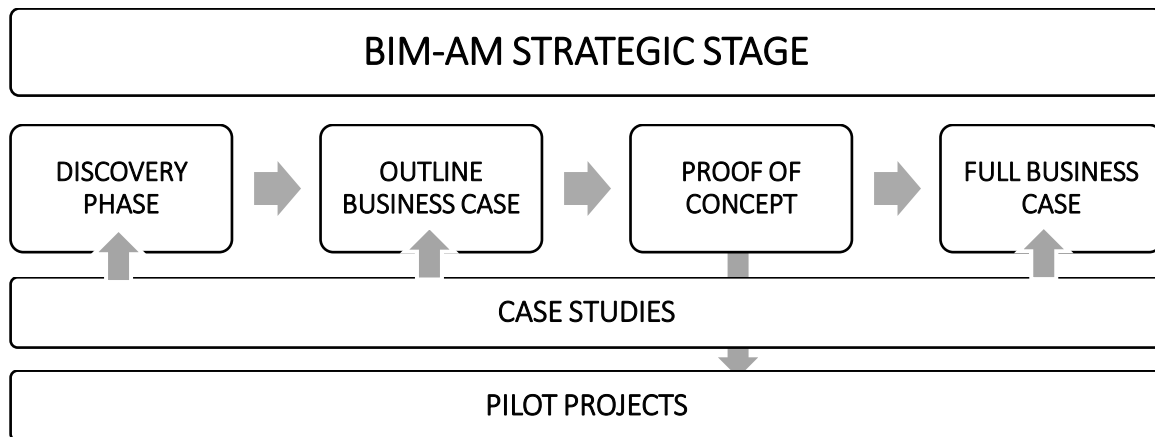 BIM-AM STRATEGIC STAGE
DISCOVERY
PHASE
OUTLINE
BUSINESS CASE
PROOF OF
CONCEPT
FULL BUSINESS
CASE
CASE STUDIES
PILOT PROJECTS